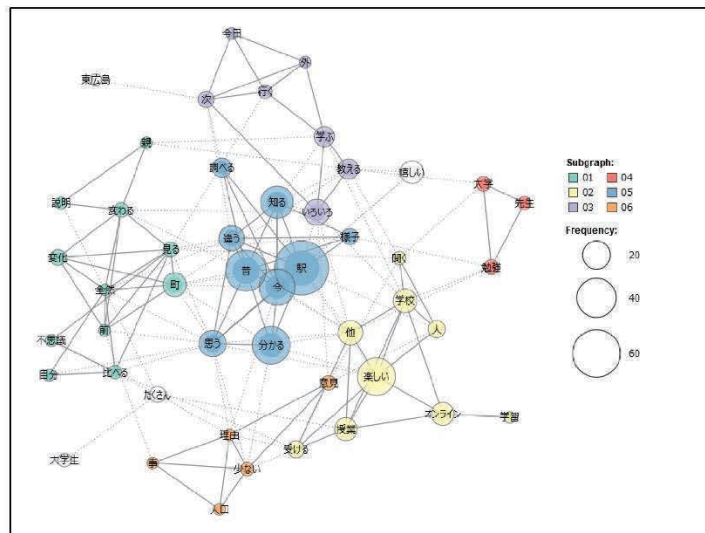 今田
外
東広島
次
行く
学ぶ
親
調べる
教える
嬉しい
大学
説明
変わる
知る
いろいろ
先生
違う
様子
変化
見る
駅
聞く
昔
今
勉強
町
全然
学校
前
他
人
不思議
思う
分かる
自分
比べる
楽しい
たくさん
意見
オンライン
学習
理由
授業
大学生
事
少ない
受ける
人口
Subgraph:
01 04
02 05
03 06
Frequency:
20
40
60